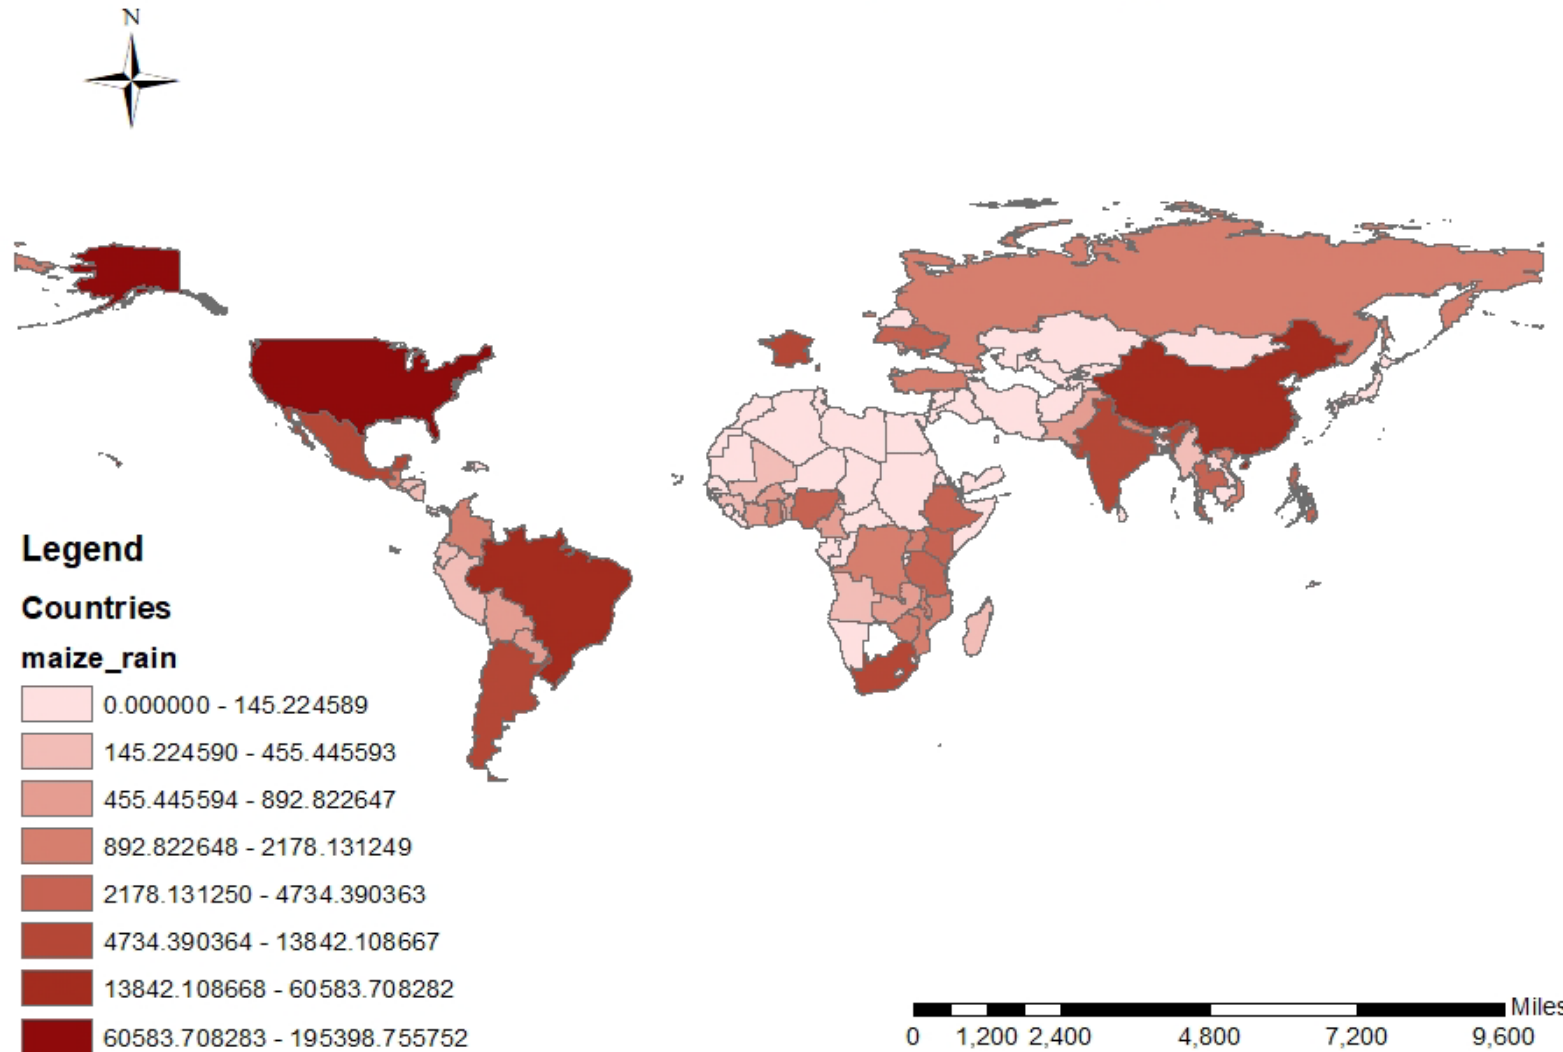 N
Legend
Countries
maize_rain
0.000000 - 145.224589
145.224590 - 455.445593
455.445594 - 892.822647
892.822648 - 2178.131249
2178.131250 - 4734.390363
4734.390364 - 13842.108667
13842.108668 - 60583.708282
60583.708283 - 195398.755752
Miles
0 1,200 2,400 4,800 7,200 9,600